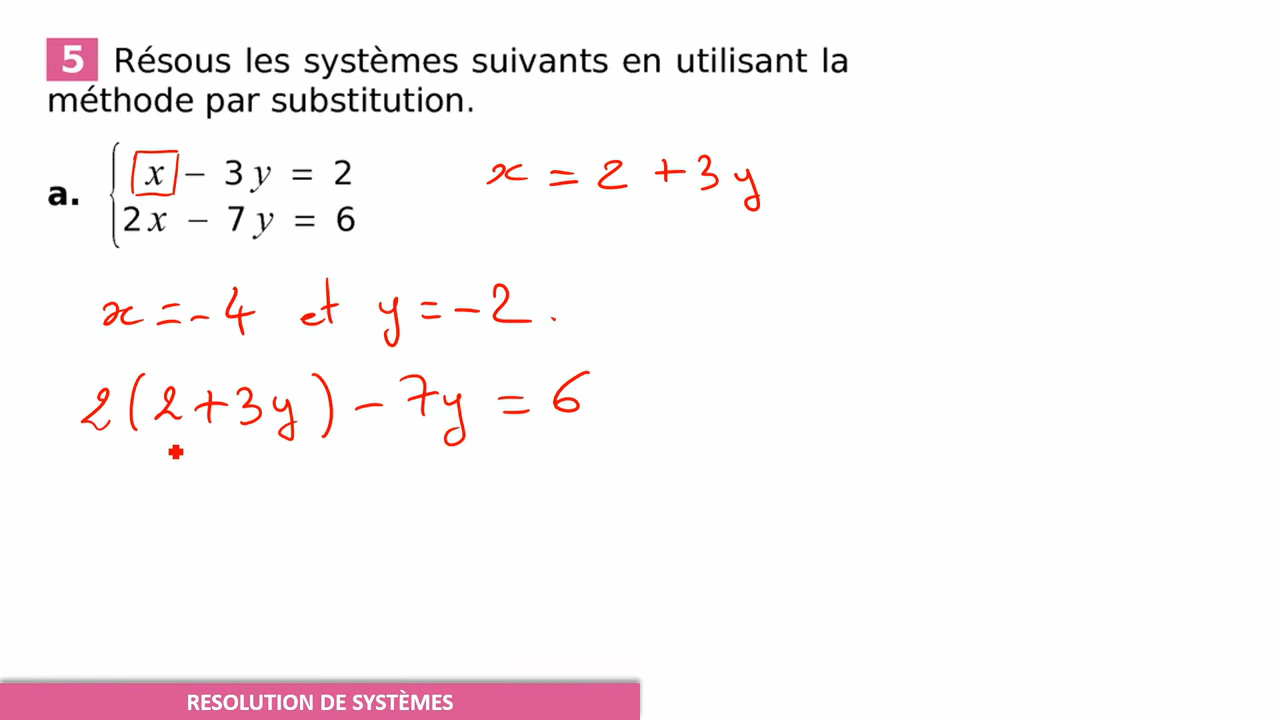 5 Résous les systèmes suivants en utilisant la
méthode par substitution.
a. x − 3y = 2
2x − 7y = 6
x = 2 + 3y
x = -4 et y = -2.
2(2+3y) - 7y = 6
RESOLUTION DE SYSTÈMES